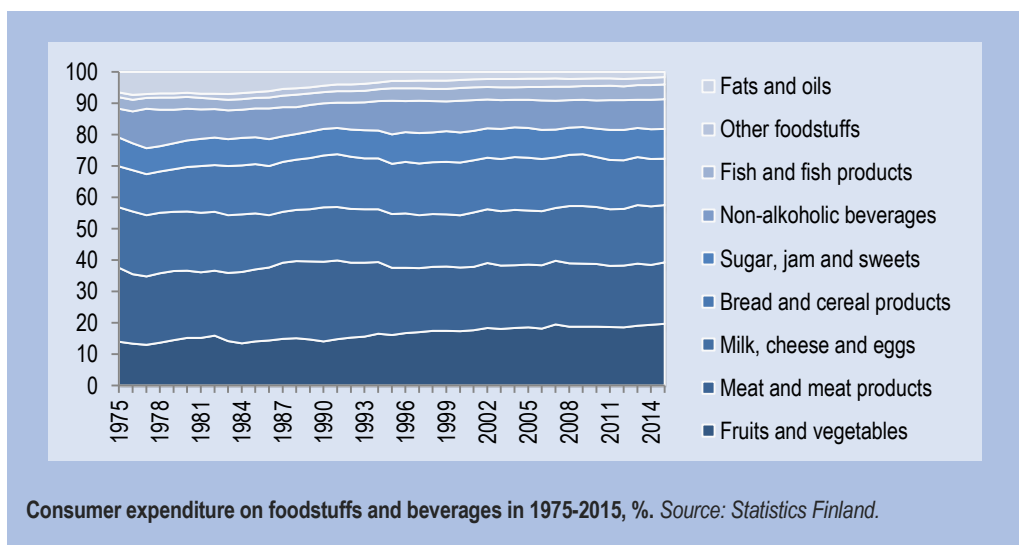 100
90
80
70
60
50
40
30
20
10
0
1975
1978
1981
1984
1987
1990
1993
1996
1999
2002
2005
2008
2011
2014
Fats and oils
Other foodstuffs
Fish and fish products
Non-alkoholic beverages
Sugar, jam and sweets
Bread and cereal products
Milk, cheese and eggs
Meat and meat products
Fruits and vegetables
Consumer expenditure on foodstuffs and beverages in 1975-2015, %. Source: Statistics Finland.